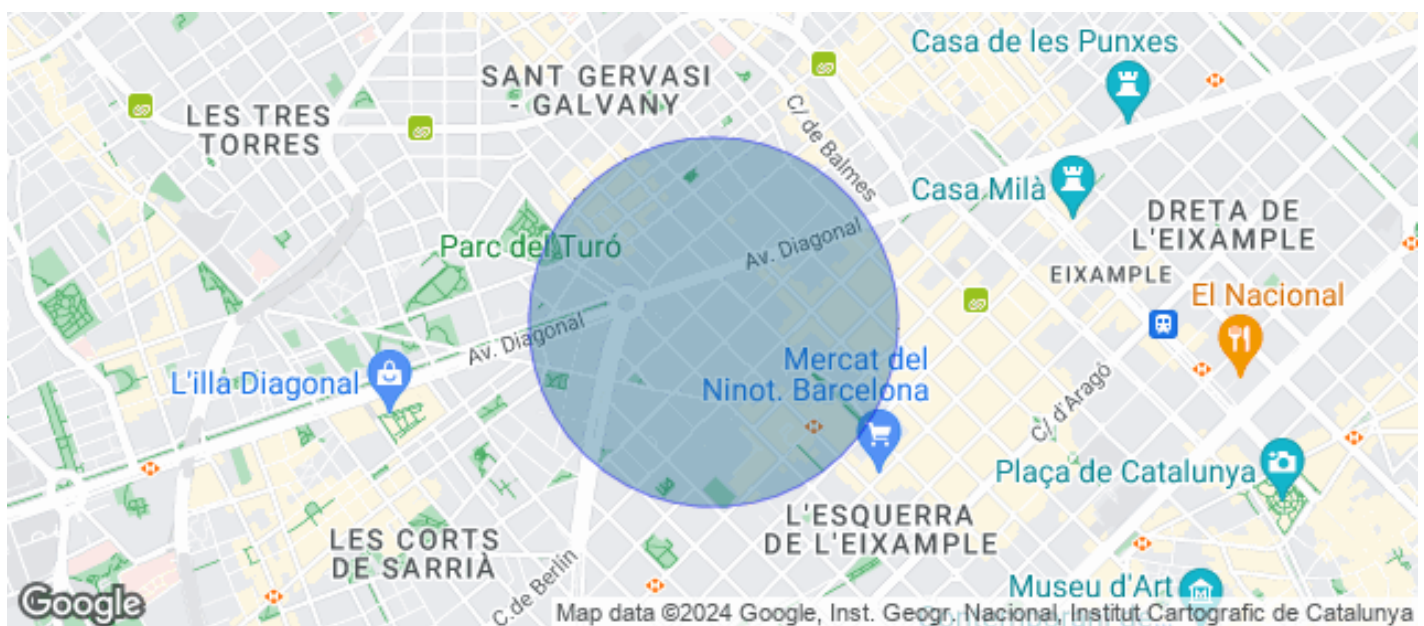 Casa de les Punxes
SANT GERVASI
- GALVANY
LES TRES
TORRES
C/ de Balmes
Casa Milà
DRETA DE
L'EIXAMPLE
Parc del Turó
Av. Diagonal
EIXAMPLE
El Nacional
Av. Diagonal
L'illa Diagonal
Mercat del
Ninot. Barcelona
C/ d'Aragó
Plaça de Catalunya
L'ESQUERRA
DE L'EIXAMPLE
LES CORTS
DE SARRIÀ
C. de Berlín
Museu d'Art
Google
Map data ©2024 Google, Inst. Geogr. Nacional, Institut Cartografic de Catalunya